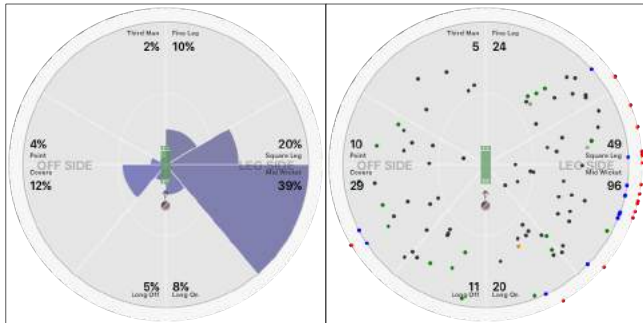 Third Man
2%
Fine Leg
10%
4%
Point
OFF SIDE
Covers
12%
20%
Square Leg
LEG SIDE
Mid Wicket
39%
5%
Long Off
8%
Long On
Third Man
5
Fine Leg
24
10
Point
OFF SIDE
Covers
29
49
Square Leg
LEG SIDE
Mid Wicket
96
11
Long Off
20
Long On